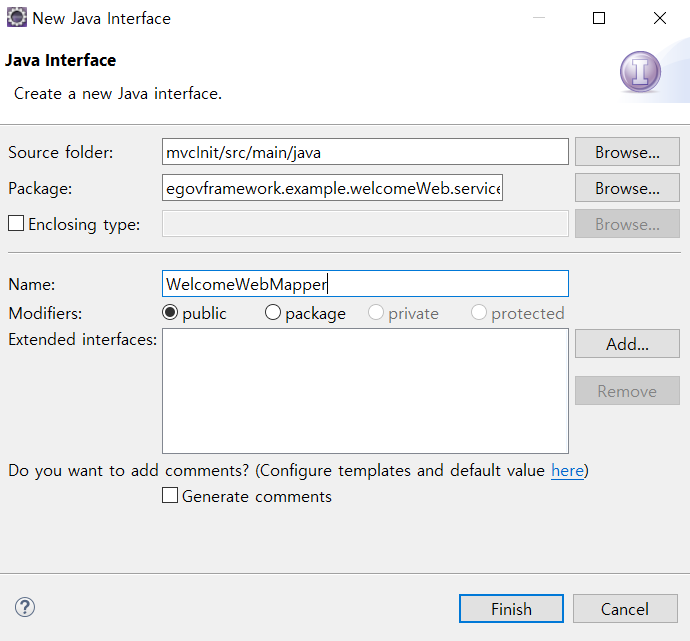 New Java Interface
Java Interface
Create a new Java interface.
Source folder: mvcInit/src/main/java Browse...
Package: egovframework.example.welcomeWeb.service Browse...
Enclosing type: Browse...
Name: WelcomeWebMapper
Modifiers: public package private protected
Extended interfaces: Add...
Remove
Do you want to add comments? (Configure templates and default value here)
Generate comments
? Finish Cancel